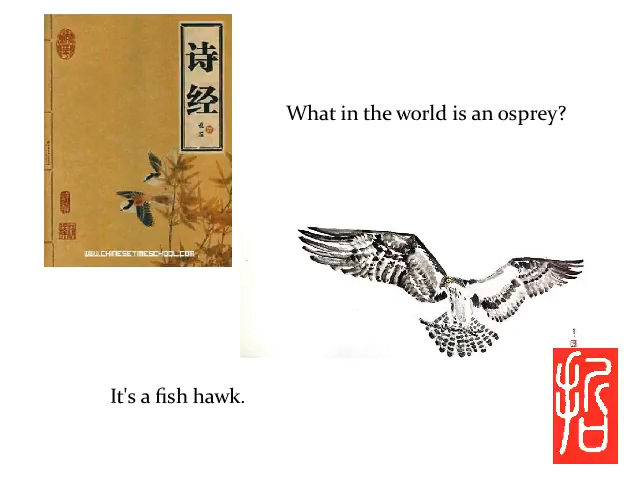 诗
经
What in the world is an osprey?
WWW.CHINESETIMESCHOOL.COM
It's a fish hawk.